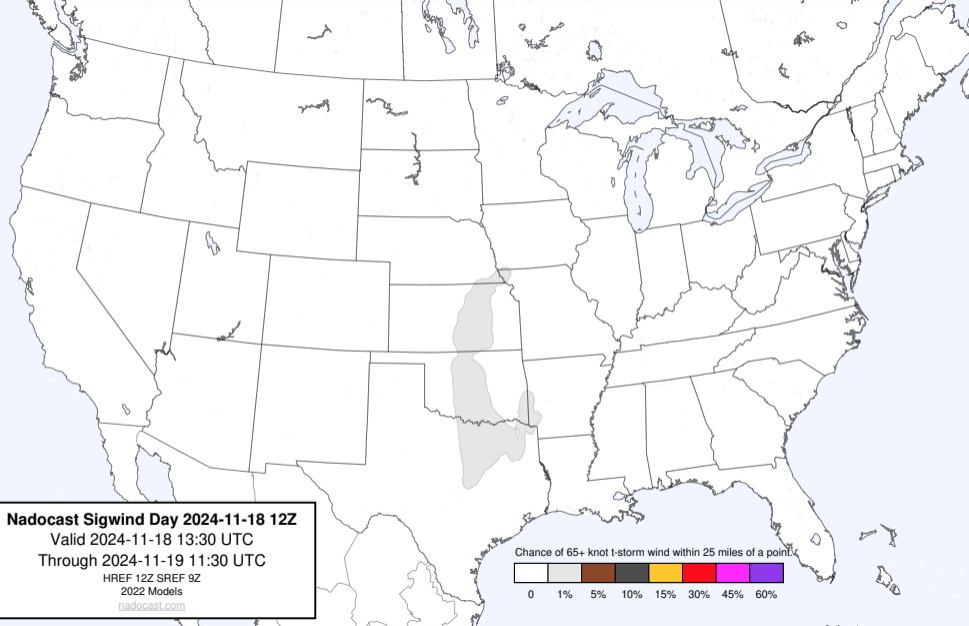 Nadocast Sigwind Day 2024-11-18 12Z
Valid 2024-11-18 13:30 UTC
Through 2024-11-19 11:30 UTC
HREF 12Z SREF 9Z
2022 Models
nadocast.com
Chance of 65+ knot t-storm wind within 25 miles of a point.
0 1% 5% 10% 15% 30% 45% 60%